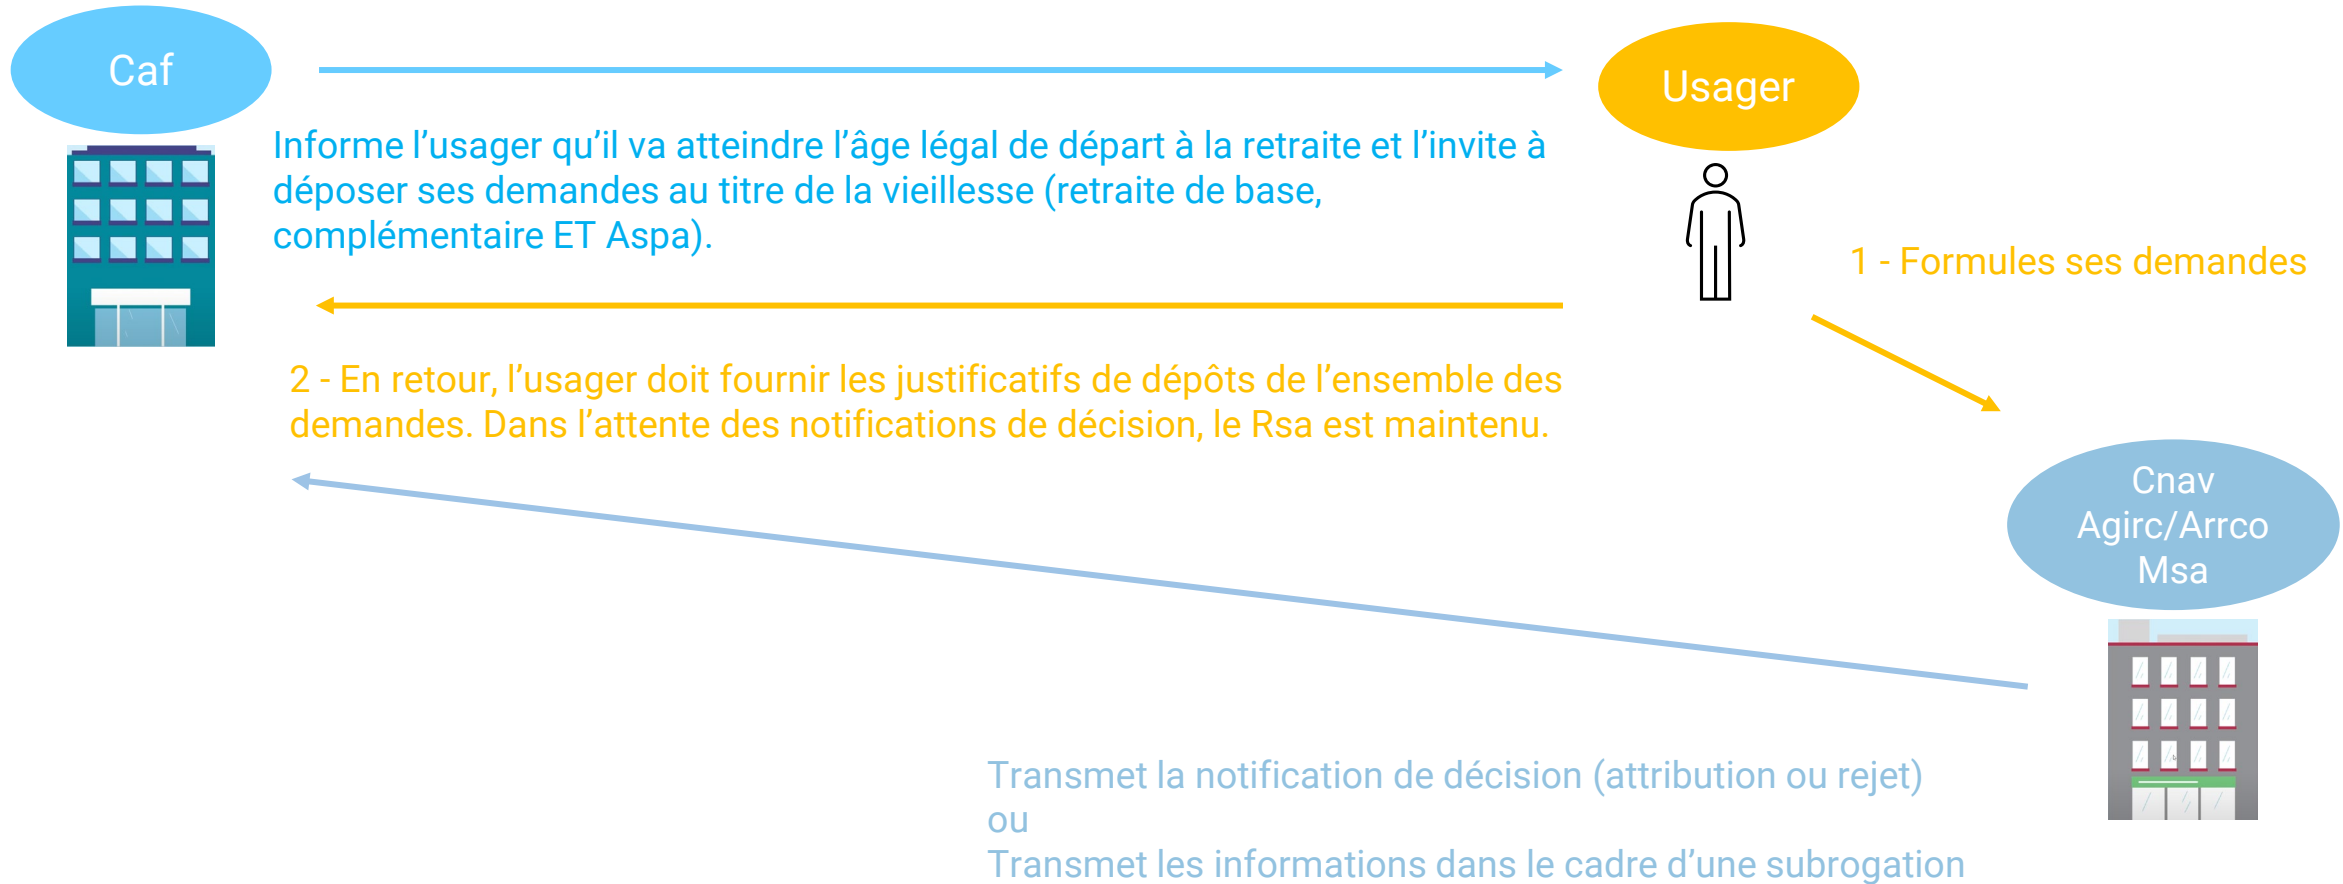 Caf
Usager
Informe l’usager qu’il va atteindre l’âge légal de départ à la retraite et l’invite à
déposer ses demandes au titre de la vieillesse (retraite de base,
complémentaire ET Aspa).
1 - Formules ses demandes
2 - En retour, l’usager doit fournir les justificatifs de dépôts de l’ensemble des
demandes. Dans l’attente des notifications de décision, le Rsa est maintenu.
Cnav
Agirc/Arrco
Msa
Transmet la notification de décision (attribution ou rejet)
ou
Transmet les informations dans le cadre d’une subrogation